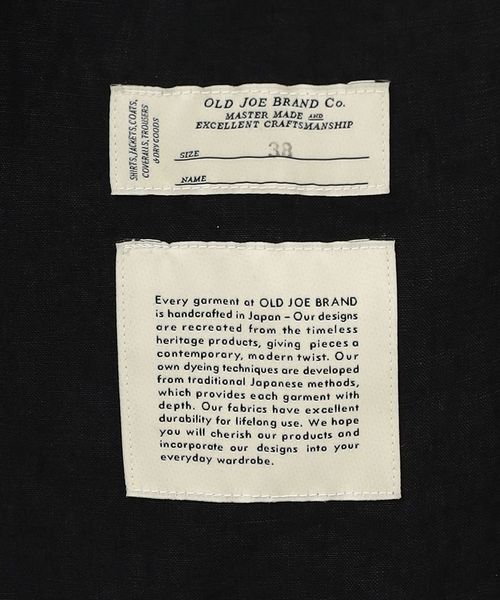 SHIRTS, JACKETS, COATS,
COVERALLS, TROUSERS
& DRY GOODS
OLD JOE BRAND CO.
MASTER MADE AND
EXCELLENT CRAFTSMANSHIP
SIZE 38
NAME
Every garment at OLD JOE BRAND
is handcrafted in Japan – Our designs
are recreated from the timeless
heritage products, giving pieces a
contemporary, modern twist. Our
own dyeing techniques are developed
from traditional Japanese methods,
which provides each garment with
depth. Our fabrics have excellent
durability for lifelong use. We hope
you will cherish our products and
incorporate our designs into your
everyday wardrobe.